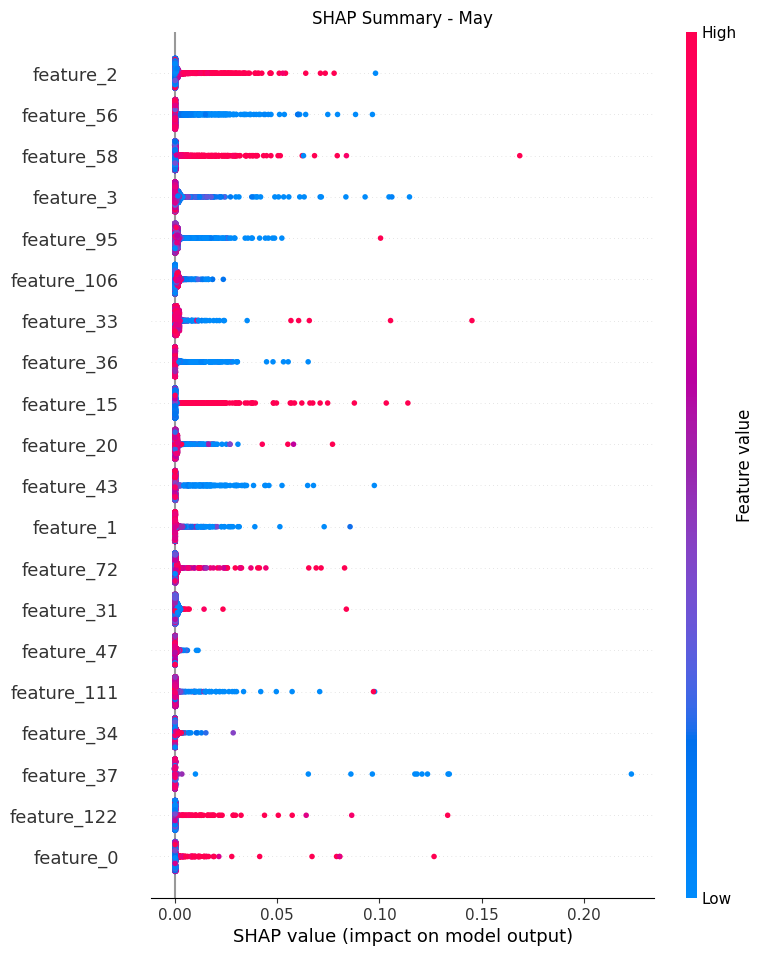 SHAP Summary - May
High
feature_2
feature_56
feature_58
feature_3
feature_95
feature_106
feature_33
feature_36
feature_15
feature_20
feature_43
feature_1
feature_72
feature_31
feature_47
feature_111
feature_34
feature_37
feature_122
feature_0
Feature value
Low
0.00 0.05 0.10 0.15 0.20
SHAP value (impact on model output)